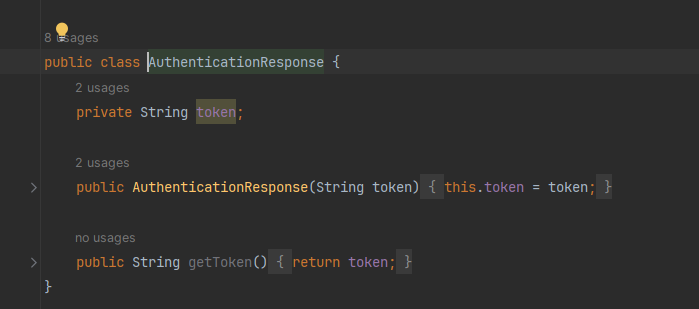 8 usages
public class AuthenticationResponse {
2 usages
private String token;
2 usages
public AuthenticationResponse(String token) { this.token = token; }
no usages
public String getToken() { return token; }
}